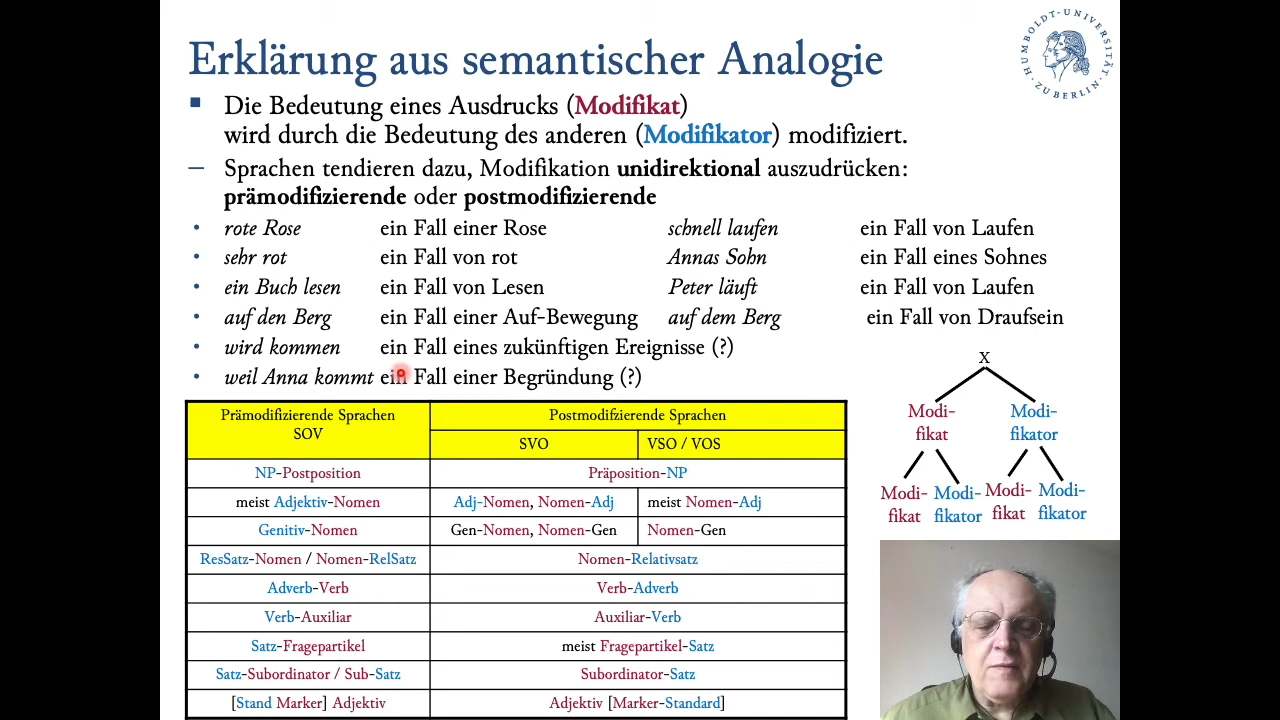 Erklärung aus semantischer Analogie
HUMBOLDT-UNIVERSITÄT · ZU BERLIN ·
▪ Die Bedeutung eines Ausdrucks (Modifikat)
wird durch die Bedeutung des anderen (Modifikator) modifiziert.
– Sprachen tendieren dazu, Modifikation unidirektional auszudrücken:
prämodifizierende oder postmodifizierende
• rote Rose ein Fall einer Rose schnell laufen ein Fall von Laufen
• sehr rot ein Fall von rot Annas Sohn ein Fall eines Sohnes
• ein Buch lesen ein Fall von Lesen Peter läuft ein Fall von Laufen
• auf den Berg ein Fall einer Auf-Bewegung auf dem Berg ein Fall von Draufsein
• wird kommen ein Fall eines zukünftigen Ereignisse (?)
• weil Anna kommt ein Fall einer Begründung (?)
Prämodifizierende Sprachen
SOV
Postmodifzierende Sprachen
SVO VSO / VOS
NP-Postposition Präposition-NP
meist Adjektiv-Nomen Adj-Nomen, Nomen-Adj meist Nomen-Adj
Genitiv-Nomen Gen-Nomen, Nomen-Gen Nomen-Gen
ResSatz-Nomen / Nomen-RelSatz Nomen-Relativsatz
Adverb-Verb Verb-Adverb
Verb-Auxiliar Auxiliar-Verb
Satz-Fragepartikel meist Fragepartikel-Satz
Satz-Subordinator / Sub-Satz Subordinator-Satz
[Stand Marker] Adjektiv Adjektiv [Marker-Standard]
X
Modi- Modi-
fikat fikator
Modi- Modi- Modi- Modi-
fikat fikator fikat fikator